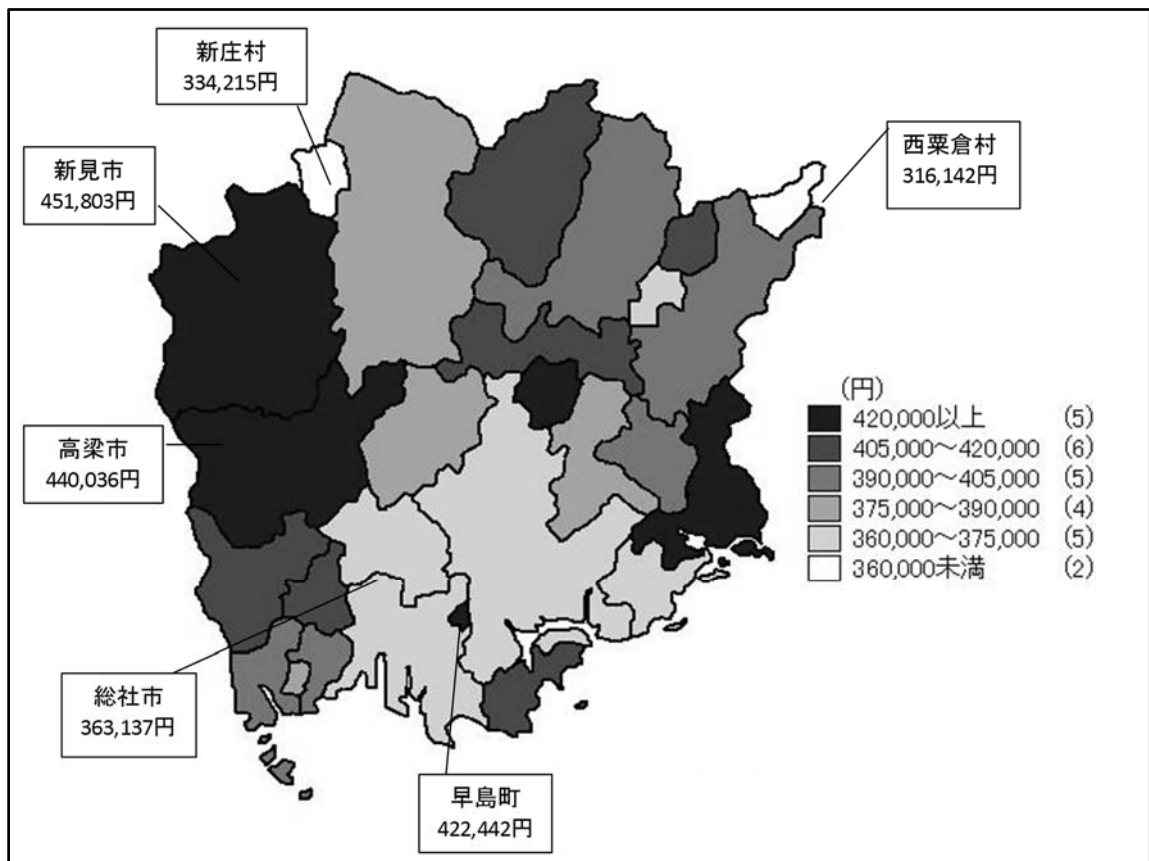 新庄村
334,215円
新見市
451,803円
西粟倉村
316,142円
高梁市
440,036円
総社市
363,137円
早島町
422,442円
(円)
420,000以上 (5)
405,000～420,000 (6)
390,000～405,000 (5)
375,000～390,000 (4)
360,000～375,000 (5)
360,000未満 (2)